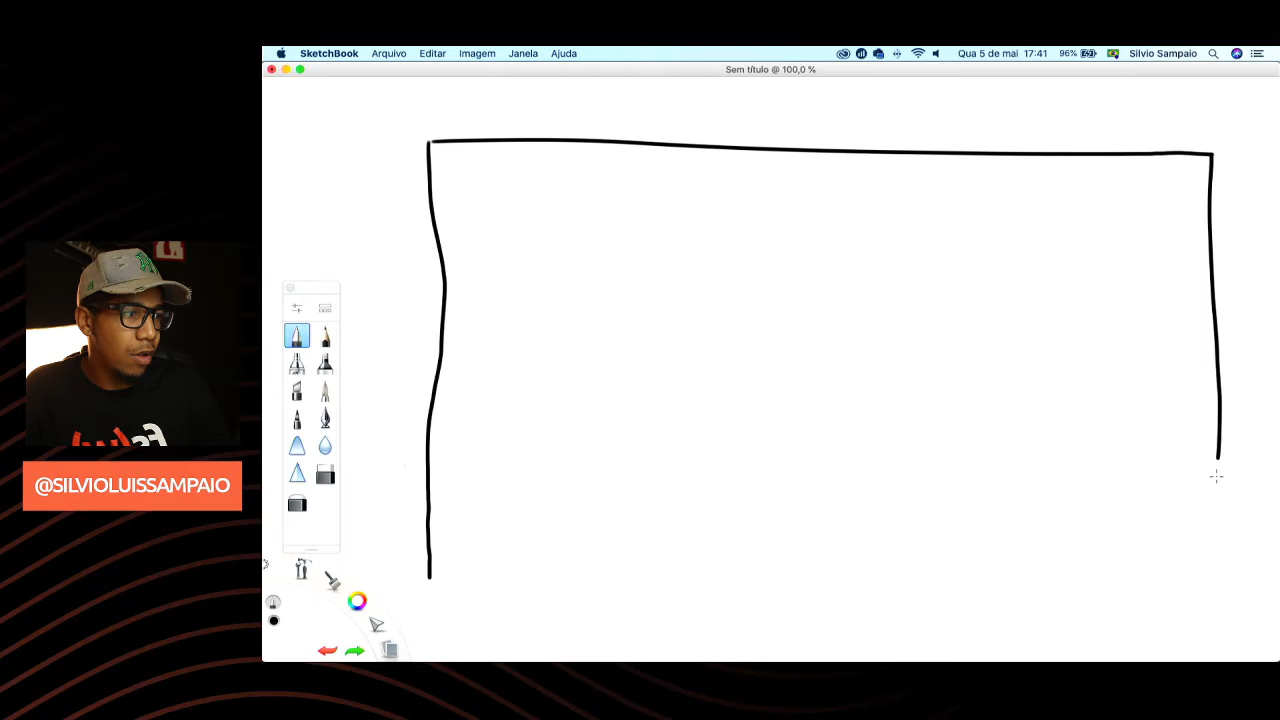 SketchBook Arquivo Editar Imagem Janela Ajuda Qua 5 de mai 17:41 96% Silvio Sampaio
Sem título @ 100,0 %
@SILVIOLUISSAMPAIO